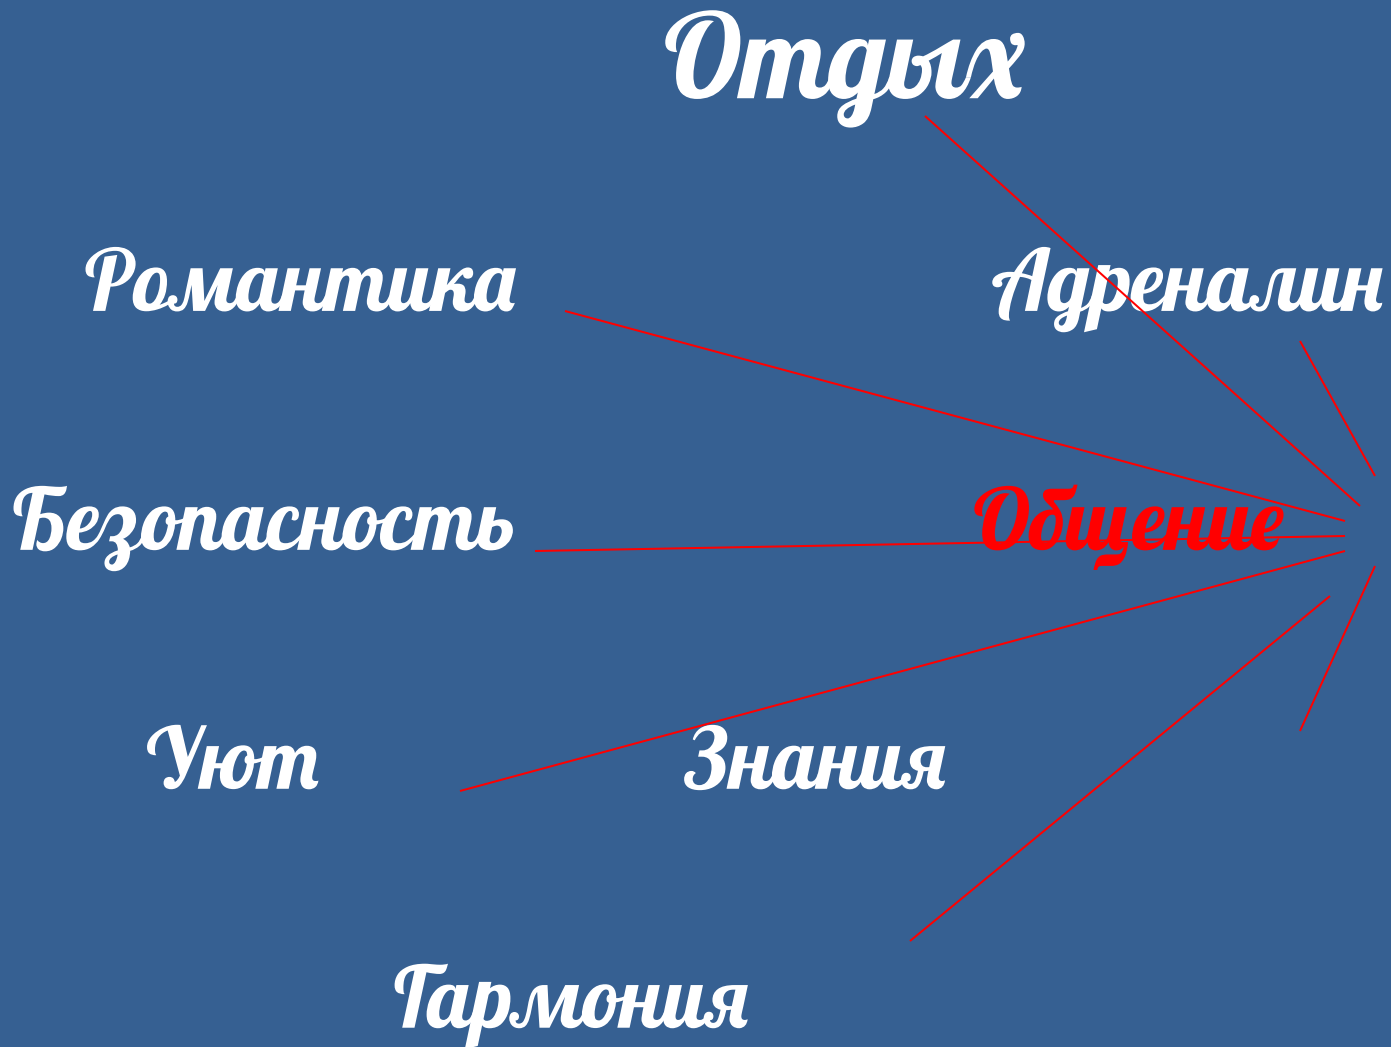 Отдых
Романтика
Адреналин
Безопасность
Общение
Уют
Знания
Гармония